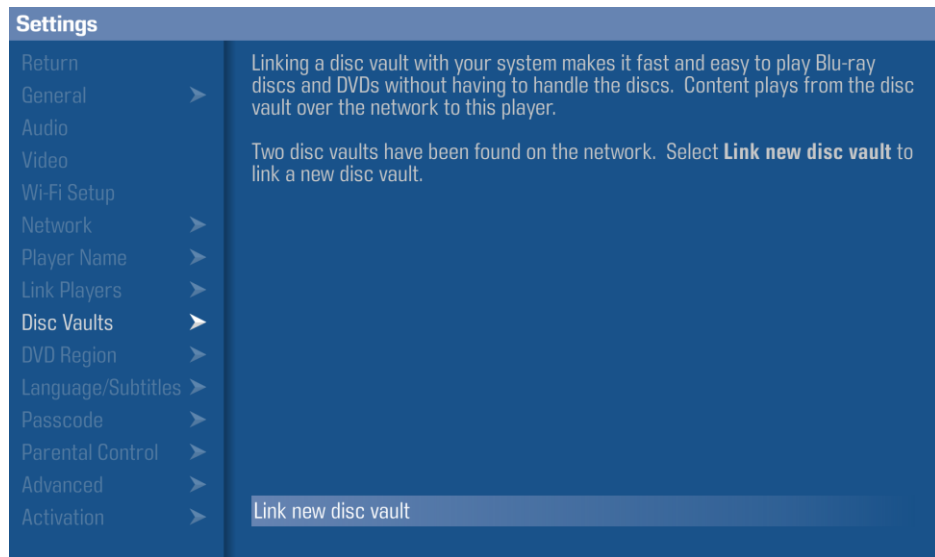 Settings
Return
General
Audio
Video
Wi-Fi Setup
Network
Player Name
Link Players
Disc Vaults
DVD Region
Language/Subtitles
Passcode
Parental Control
Advanced
Activation
Linking a disc vault with your system makes it fast and easy to play Blu-ray
discs and DVDs without having to handle the discs.  Content plays from the disc
vault over the network to this player.
Two disc vaults have been found on the network.  Select Link new disc vault to
link a new disc vault.
Link new disc vault